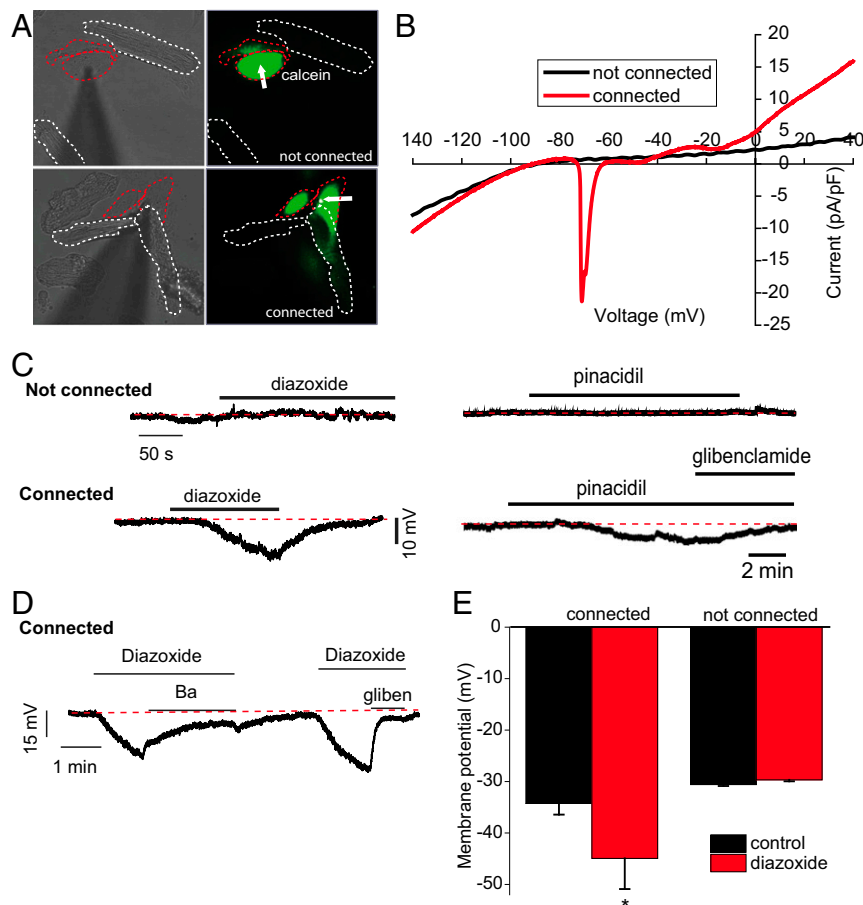 A
calcein
not connected
connected
B
not connected
connected
20
15
10
5
0
-5
-10
-15
-20
-25
140 -120 -100 -80 -60 -40 -20 0 20 40
Voltage (mV)
Current (pA/pF)
C
Not connected
diazoxide
50 s
pinacidil
glibenclamide
Connected
diazoxide
10 mV
pinacidil
2 min
D
Connected
Diazoxide
Ba
Diazoxide
gliben
15 mV
1 min
E
connected
not connected
0
-10
-20
-30
-40
-50
Membrane potential (mV)
control
diazoxide
*